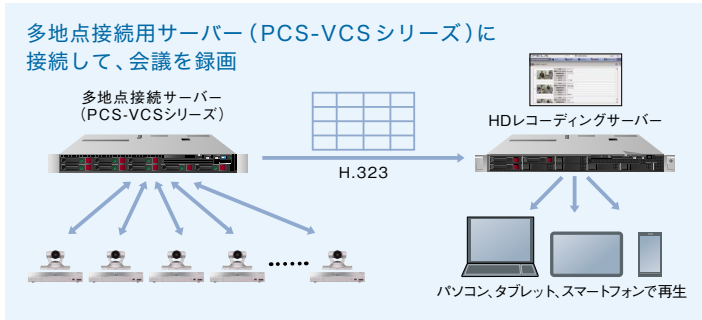 多地点接続用サーバー（PCS-VCSシリーズ）に
接続して、会議を録画
多地点接続サーバー
（PCS-VCSシリーズ）
HDレコーディングサーバー
H.323
パソコン、タブレット、スマートフォンで再生